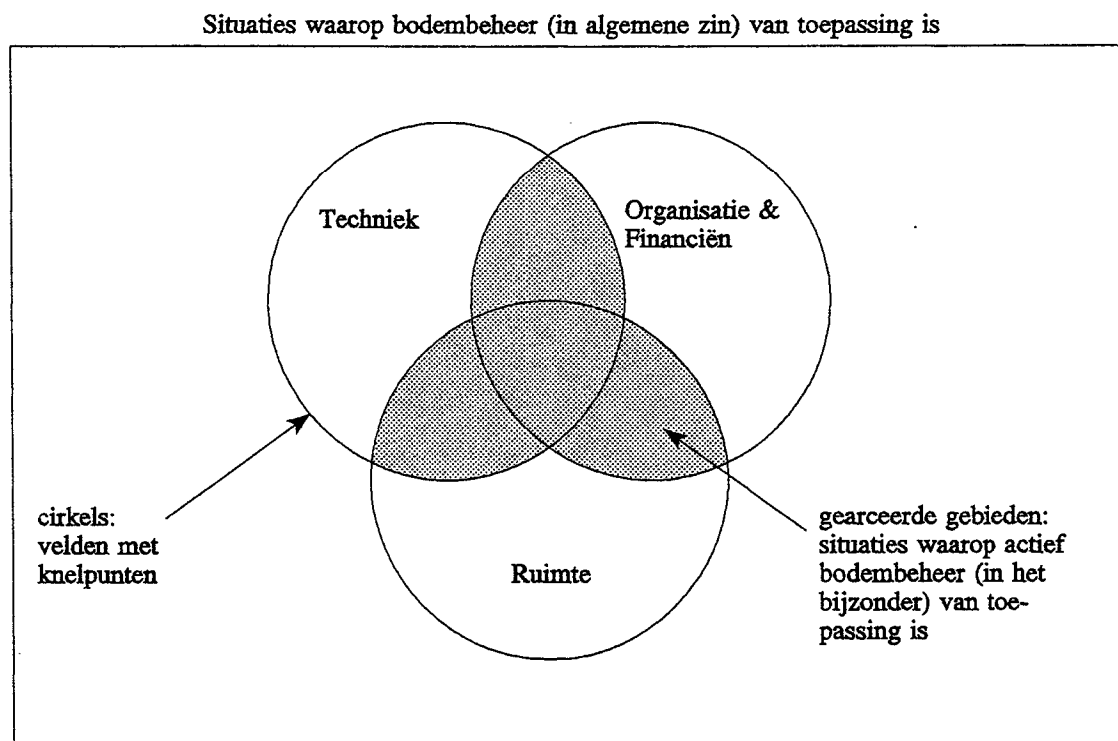 Situaties waarop bodembeheer (in algemene zin) van toepassing is
Techniek
Organisatie &
Financiën
cirkels:
velden met
knelpunten
Ruimte
gearceerde gebieden:
situaties waarop actief
bodembeheer (in het
bijzonder) van toe-
passing is